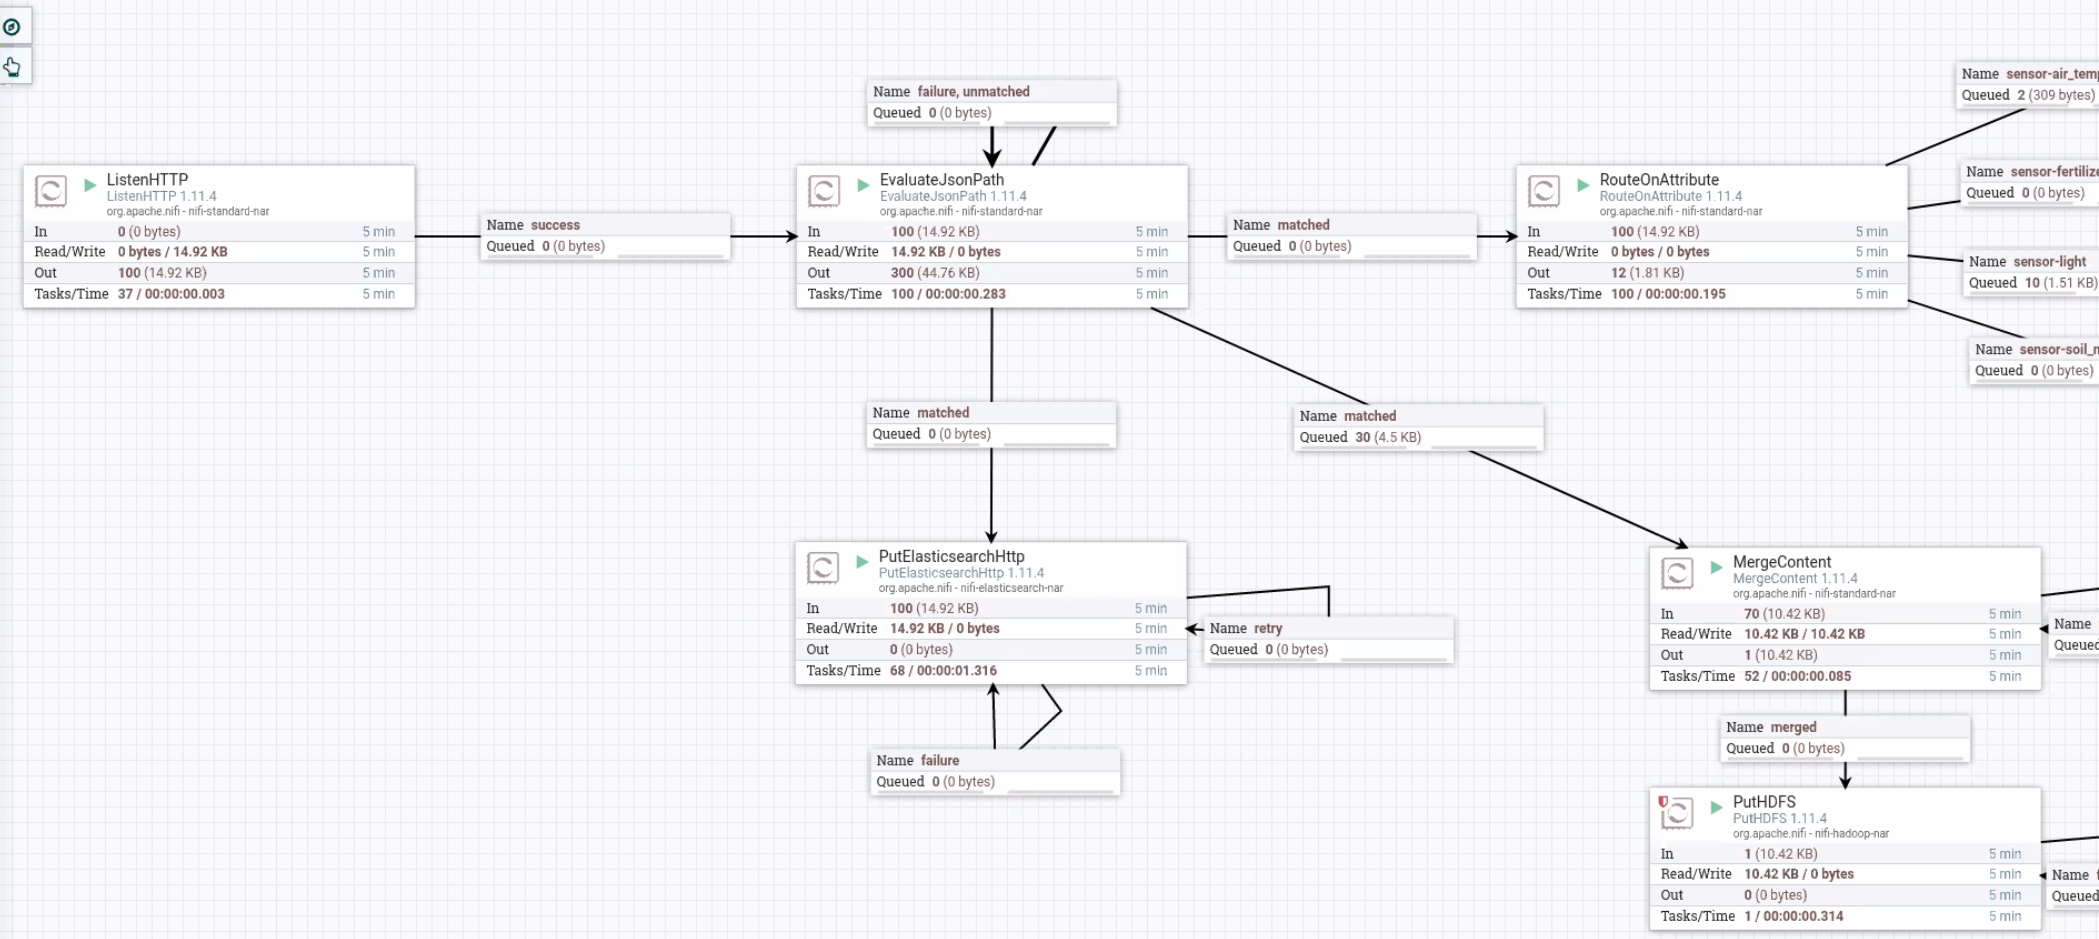 Name failure, unmatched
Queued 0 (0 bytes)
Name sensor-air_temp
Queued 2 (309 bytes)
ListenHTTP
ListenHTTP 1.11.4
org.apache.nifi - nifi-standard-nar
In 0 (0 bytes) 5 min
Read/Write 0 bytes / 14.92 KB 5 min
Out 100 (14.92 KB) 5 min
Tasks/Time 37 / 00:00:00.003 5 min
Name success
Queued 0 (0 bytes)
EvaluateJsonPath
EvaluateJsonPath 1.11.4
org.apache.nifi - nifi-standard-nar
In 100 (14.92 KB) 5 min
Read/Write 14.92 KB / 0 bytes 5 min
Out 300 (44.76 KB) 5 min
Tasks/Time 100 / 00:00:00.283 5 min
Name matched
Queued 0 (0 bytes)
RouteOnAttribute
RouteOnAttribute 1.11.4
org.apache.nifi - nifi-standard-nar
In 100 (14.92 KB) 5 min
Read/Write 0 bytes / 0 bytes 5 min
Out 12 (1.81 KB) 5 min
Tasks/Time 100 / 00:00:00.195 5 min
Name sensor-fertilize
Queued 0 (0 bytes)
Name sensor-light
Queued 10 (1.51 KB)
Name sensor-soil_
Queued 0 (0 bytes)
Name matched
Queued 0 (0 bytes)
Name matched
Queued 30 (4.5 KB)
PutElasticsearchHttp
PutElasticsearchHttp 1.11.4
org.apache.nifi - nifi-elasticsearch-nar
In 100 (14.92 KB) 5 min
Read/Write 14.92 KB / 0 bytes 5 min
Out 0 (0 bytes) 5 min
Tasks/Time 68 / 00:00:01.316 5 min
Name retry
Queued 0 (0 bytes)
Name failure
Queued 0 (0 bytes)
MergeContent
MergeContent 1.11.4
org.apache.nifi - nifi-standard-nar
In 70 (10.42 KB) 5 min
Read/Write 10.42 KB / 10.42 KB 5 min
Out 1 (10.42 KB) 5 min
Tasks/Time 52 / 00:00:00.085 5 min
Name
Queued
Name merged
Queued 0 (0 bytes)
PutHDFS
PutHDFS 1.11.4
org.apache.nifi - nifi-hadoop-nar
In 1 (10.42 KB) 5 min
Read/Write 10.42 KB / 0 bytes 5 min
Out 0 (0 bytes) 5 min
Tasks/Time 1 / 00:00:00.314 5 min
Name
Queued